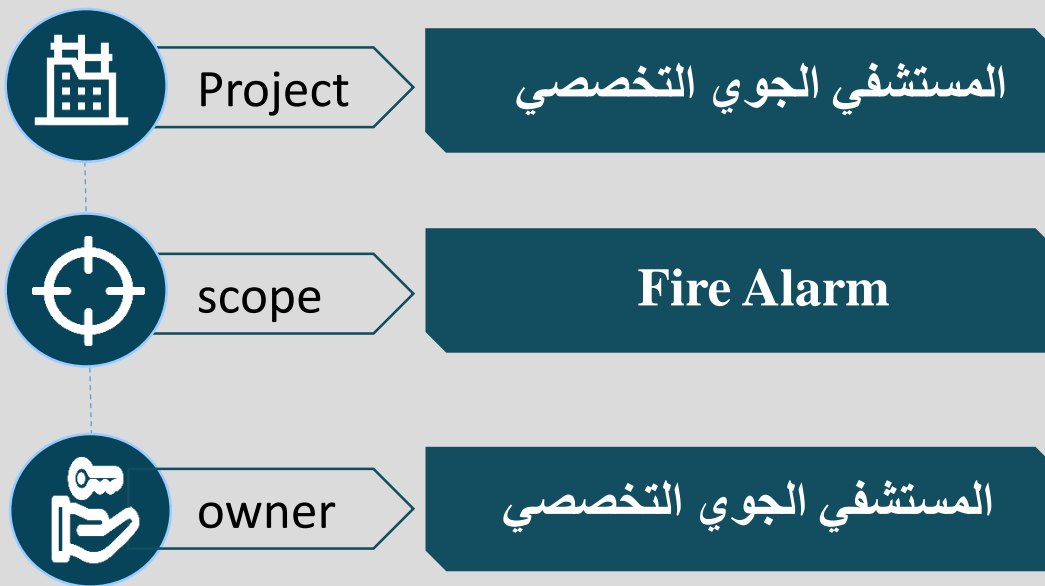 Project
المستشفي الجوي التخصصي
scope
Fire Alarm
owner
المستشفي الجوي التخصصي